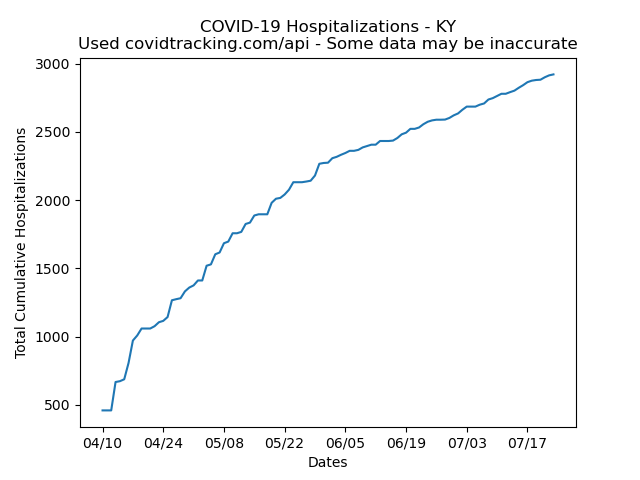 COVID-19 Hospitalizations - KY
Used covidtracking.com/api - Some data may be inaccurate
3000
2500
2000
1500
1000
500
Total Cumulative Hospitalizations
04/10 04/24 05/08 05/22 06/05 06/19 07/03 07/17
Dates